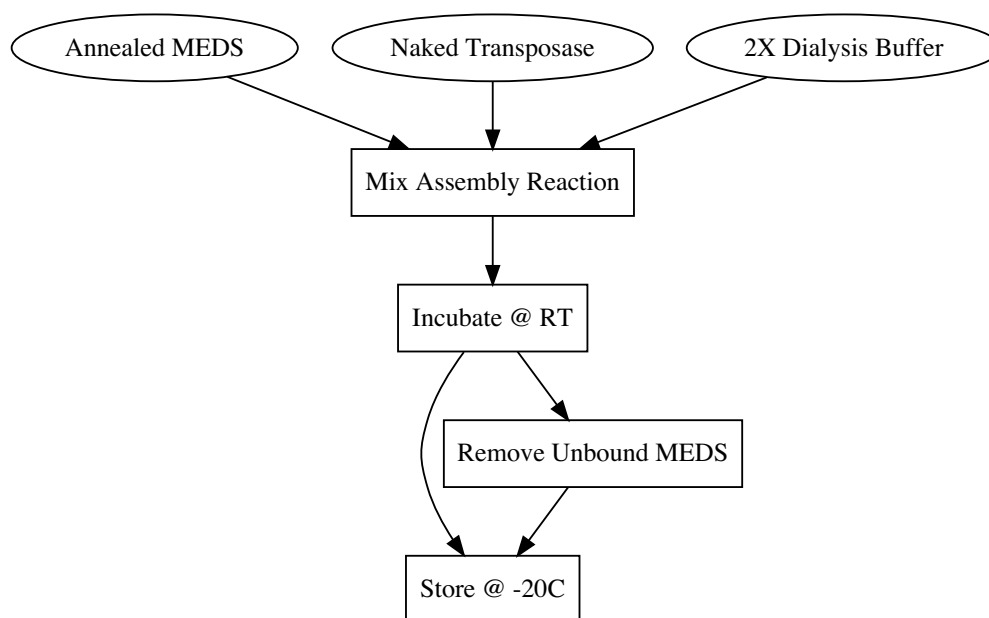 Annealed MEDS
Naked Transposase
2X Dialysis Buffer
Mix Assembly Reaction
Incubate @ RT
Remove Unbound MEDS
Store @ -20C